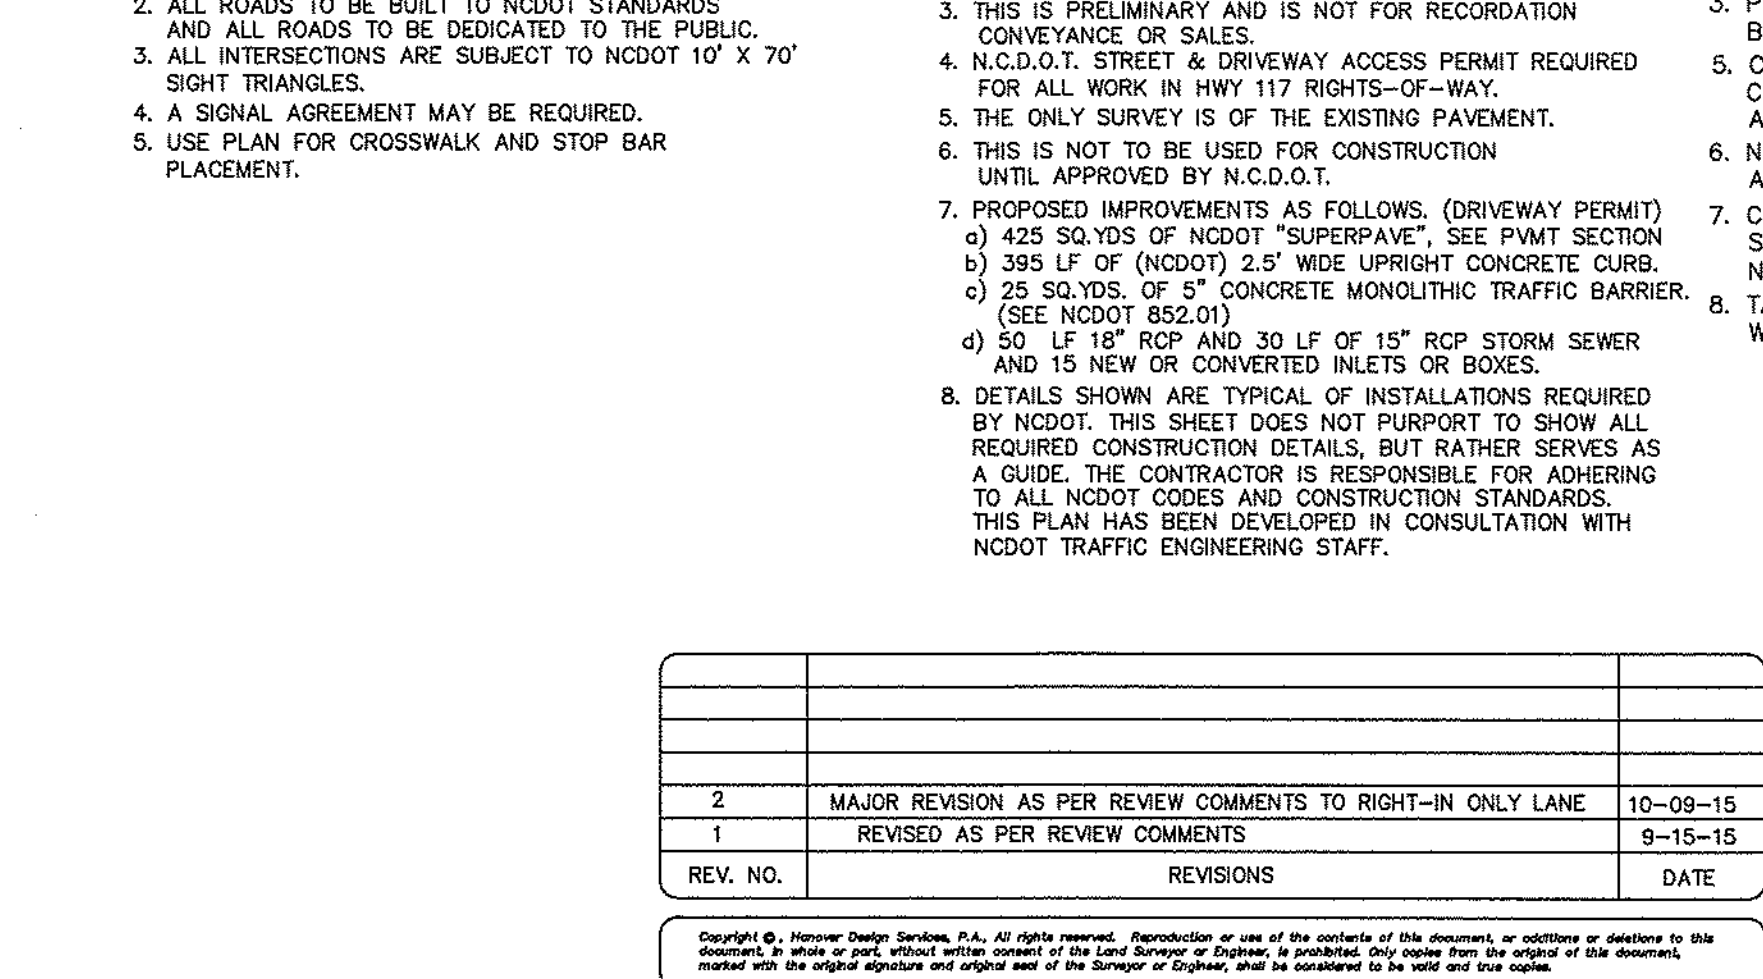 2. ALL ROADS TO BE BUILT TO NCDOT STANDARDS
AND ALL ROADS TO BE DEDICATED TO THE PUBLIC.
3. ALL INTERSECTIONS ARE SUBJECT TO NCDOT 10' X 70'
SIGHT TRIANGLES.
4. A SIGNAL AGREEMENT MAY BE REQUIRED.
5. USE PLAN FOR CROSSWALK AND STOP BAR
PLACEMENT.
3. THIS IS PRELIMINARY AND IS NOT FOR RECORDATION
CONVEYANCE OR SALES.
4. N.C.D.O.T. STREET & DRIVEWAY ACCESS PERMIT REQUIRED
FOR ALL WORK IN HWY 117 RIGHTS-OF-WAY.
5. THE ONLY SURVEY IS OF THE EXISTING PAVEMENT.
6. THIS IS NOT TO BE USED FOR CONSTRUCTION
UNTIL APPROVED BY N.C.D.O.T.
7. PROPOSED IMPROVEMENTS AS FOLLOWS. (DRIVEWAY PERMIT)
a) 425 SQ.YDS OF NCDOT "SUPERPAVE", SEE PVMT SECTION
b) 395 LF OF (NCDOT) 2.5' WIDE UPRIGHT CONCRETE CURB.
c) 25 SQ.YDS. OF 5" CONCRETE MONOLITHIC TRAFFIC BARRIER.
(SEE NCDOT 852.01)
d) 50 LF 18" RCP AND 30 LF OF 15" RCP STORM SEWER
AND 15 NEW OR CONVERTED INLETS OR BOXES.
8. DETAILS SHOWN ARE TYPICAL OF INSTALLATIONS REQUIRED
BY NCDOT. THIS SHEET DOES NOT PURPORT TO SHOW ALL
REQUIRED CONSTRUCTION DETAILS, BUT RATHER SERVES AS
A GUIDE. THE CONTRACTOR IS RESPONSIBLE FOR ADHERING
TO ALL NCDOT CODES AND CONSTRUCTION STANDARDS.
THIS PLAN HAS BEEN DEVELOPED IN CONSULTATION WITH
NCDOT TRAFFIC ENGINEERING STAFF.
5.
6.
7.
8.
2 MAJOR REVISION AS PER REVIEW COMMENTS TO RIGHT-IN ONLY LANE 10-09-15
1 REVISED AS PER REVIEW COMMENTS 9-15-15
REV. NO. REVISIONS DATE
Copyright ©, Hanover Design Services, P.A., All rights reserved. Reproduction or use of the contents of this document, or additions or deletions to this
document, in whole or part, without written consent of the Land Surveyor or Engineer, is prohibited. Only copies from the original of this document,
marked with the original signature and original seal of the Surveyor or Engineer, shall be considered to be valid and true copies.